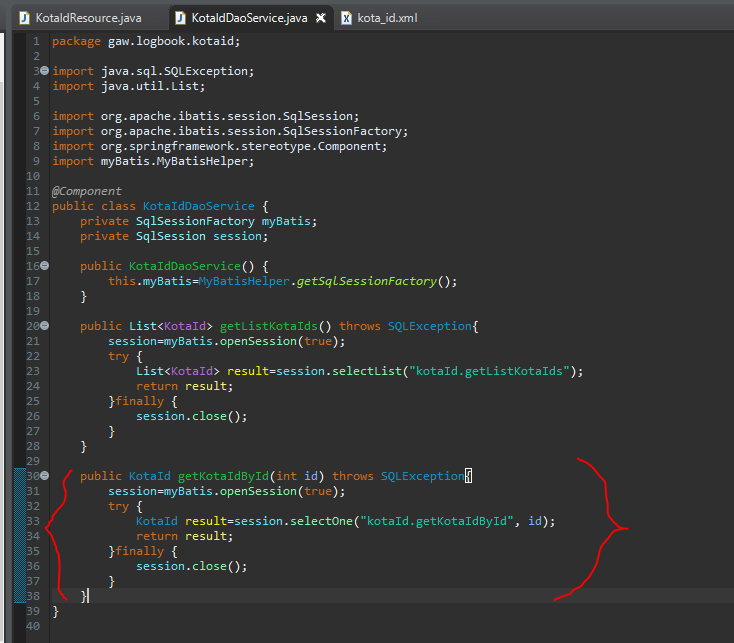 KotaIdResource.java KotaIdDaoService.java kota_id.xml
1 package gaw.logbook.kotaid;
2
3 import java.sql.SQLException;
4 import java.util.List;
5
6 import org.apache.ibatis.session.SqlSession;
7 import org.apache.ibatis.session.SqlSessionFactory;
8 import org.springframework.stereotype.Component;
9 import myBatis.MyBatisHelper;
10
11 @Component
12 public class KotaIdDaoService {
13     private SqlSessionFactory myBatis;
14     private SqlSession session;
15
16     public KotaIdDaoService() {
17         this.myBatis=MyBatisHelper.getSqlSessionFactory();
18     }
19
20     public List<KotaId> getListKotaIds() throws SQLException{
21         session=myBatis.openSession(true);
22         try {
23             List<KotaId> result=session.selectList("kotaId.getListKotaIds");
24             return result;
25         }finally {
26             session.close();
27         }
28     }
29
30     public KotaId getKotaIdById(int id) throws SQLException{
31         session=myBatis.openSession(true);
32         try {
33             KotaId result=session.selectOne("kotaId.getKotaIdById", id);
34             return result;
35         }finally {
36             session.close();
37         }
38     }
39 }
40